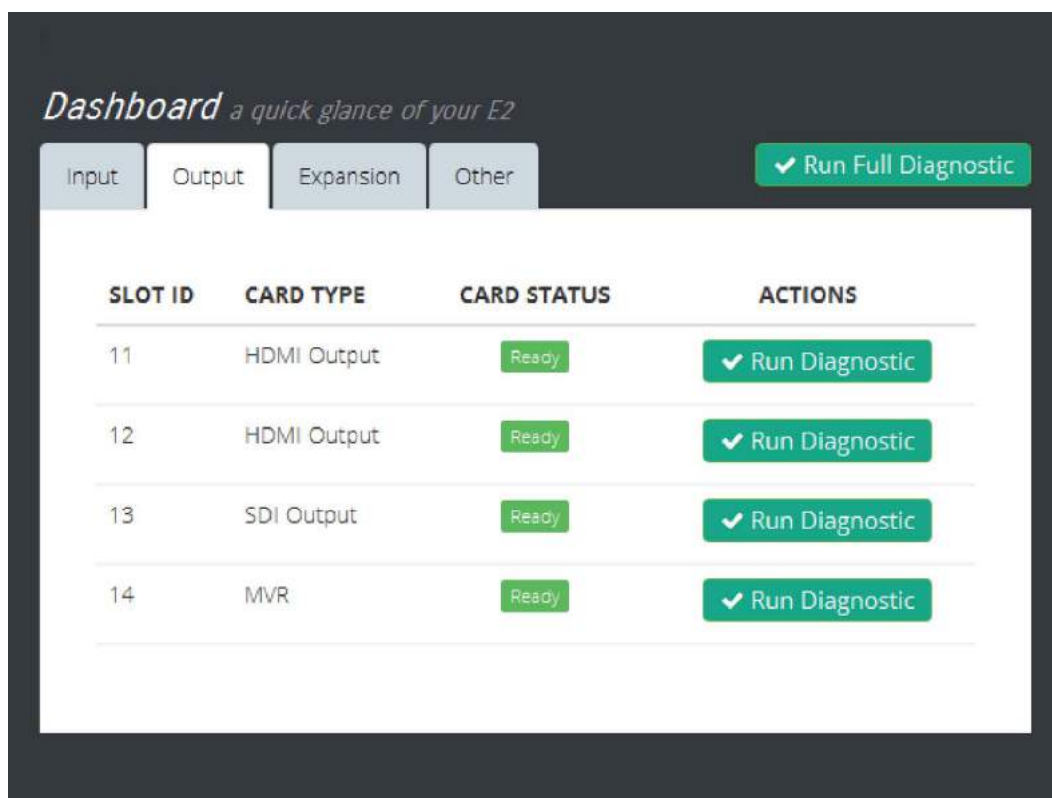 Dashboard a quick glance of your E2
Input Output Expansion Other Run Full Diagnostic
SLOT ID CARD TYPE CARD STATUS ACTIONS
11 HDMI Output Ready Run Diagnostic
12 HDMI Output Ready Run Diagnostic
13 SDI Output Ready Run Diagnostic
14 MVR Ready Run Diagnostic